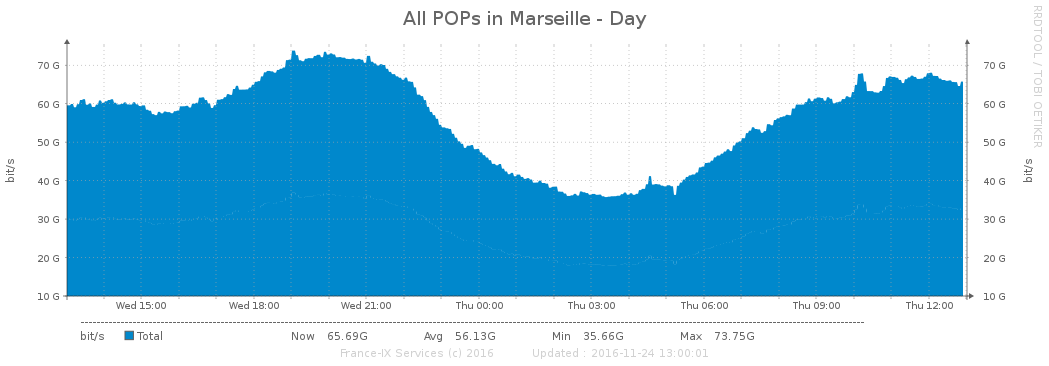 All POPs in Marseille - Day
RRDTOOL / TOBI OETIKER
bit/s
70 G
60 G
50 G
40 G
30 G
20 G
10 G
70 G
60 G
50 G
40 G
30 G
20 G
10 G
bit/s
Wed 15:00 Wed 18:00 Wed 21:00 Thu 00:00 Thu 03:00 Thu 06:00 Thu 09:00 Thu 12:00
bit/s Total Now 65.69G Avg 56.13G Min 35.66G Max 73.75G
France-IX Services (c) 2016 Updated : 2016-11-24 13:00:01